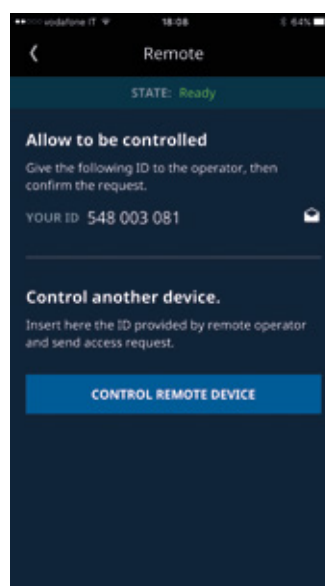 vodafone IT 18:08 64%
Remote
STATE: Ready
Allow to be controlled
Give the following ID to the operator, then
confirm the request.
YOUR ID 548 003 081
Control another device.
Insert here the ID provided by remote operator
and send access request.
CONTROL REMOTE DEVICE